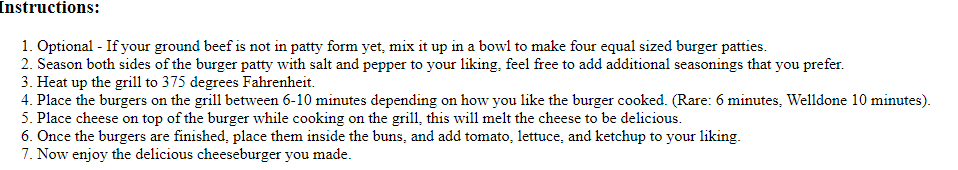 Instructions:
1. Optional - If your ground beef is not in patty form yet, mix it up in a bowl to make four equal sized burger patties.
2. Season both sides of the burger patty with salt and pepper to your liking, feel free to add additional seasonings that you prefer.
3. Heat up the grill to 375 degrees Fahrenheit.
4. Place the burgers on the grill between 6-10 minutes depending on how you like the burger cooked. (Rare: 6 minutes, Welldone 10 minutes).
5. Place cheese on top of the burger while cooking on the grill, this will melt the cheese to be delicious.
6. Once the burgers are finished, place them inside the buns, and add tomato, lettuce, and ketchup to your liking.
7. Now enjoy the delicious cheeseburger you made.